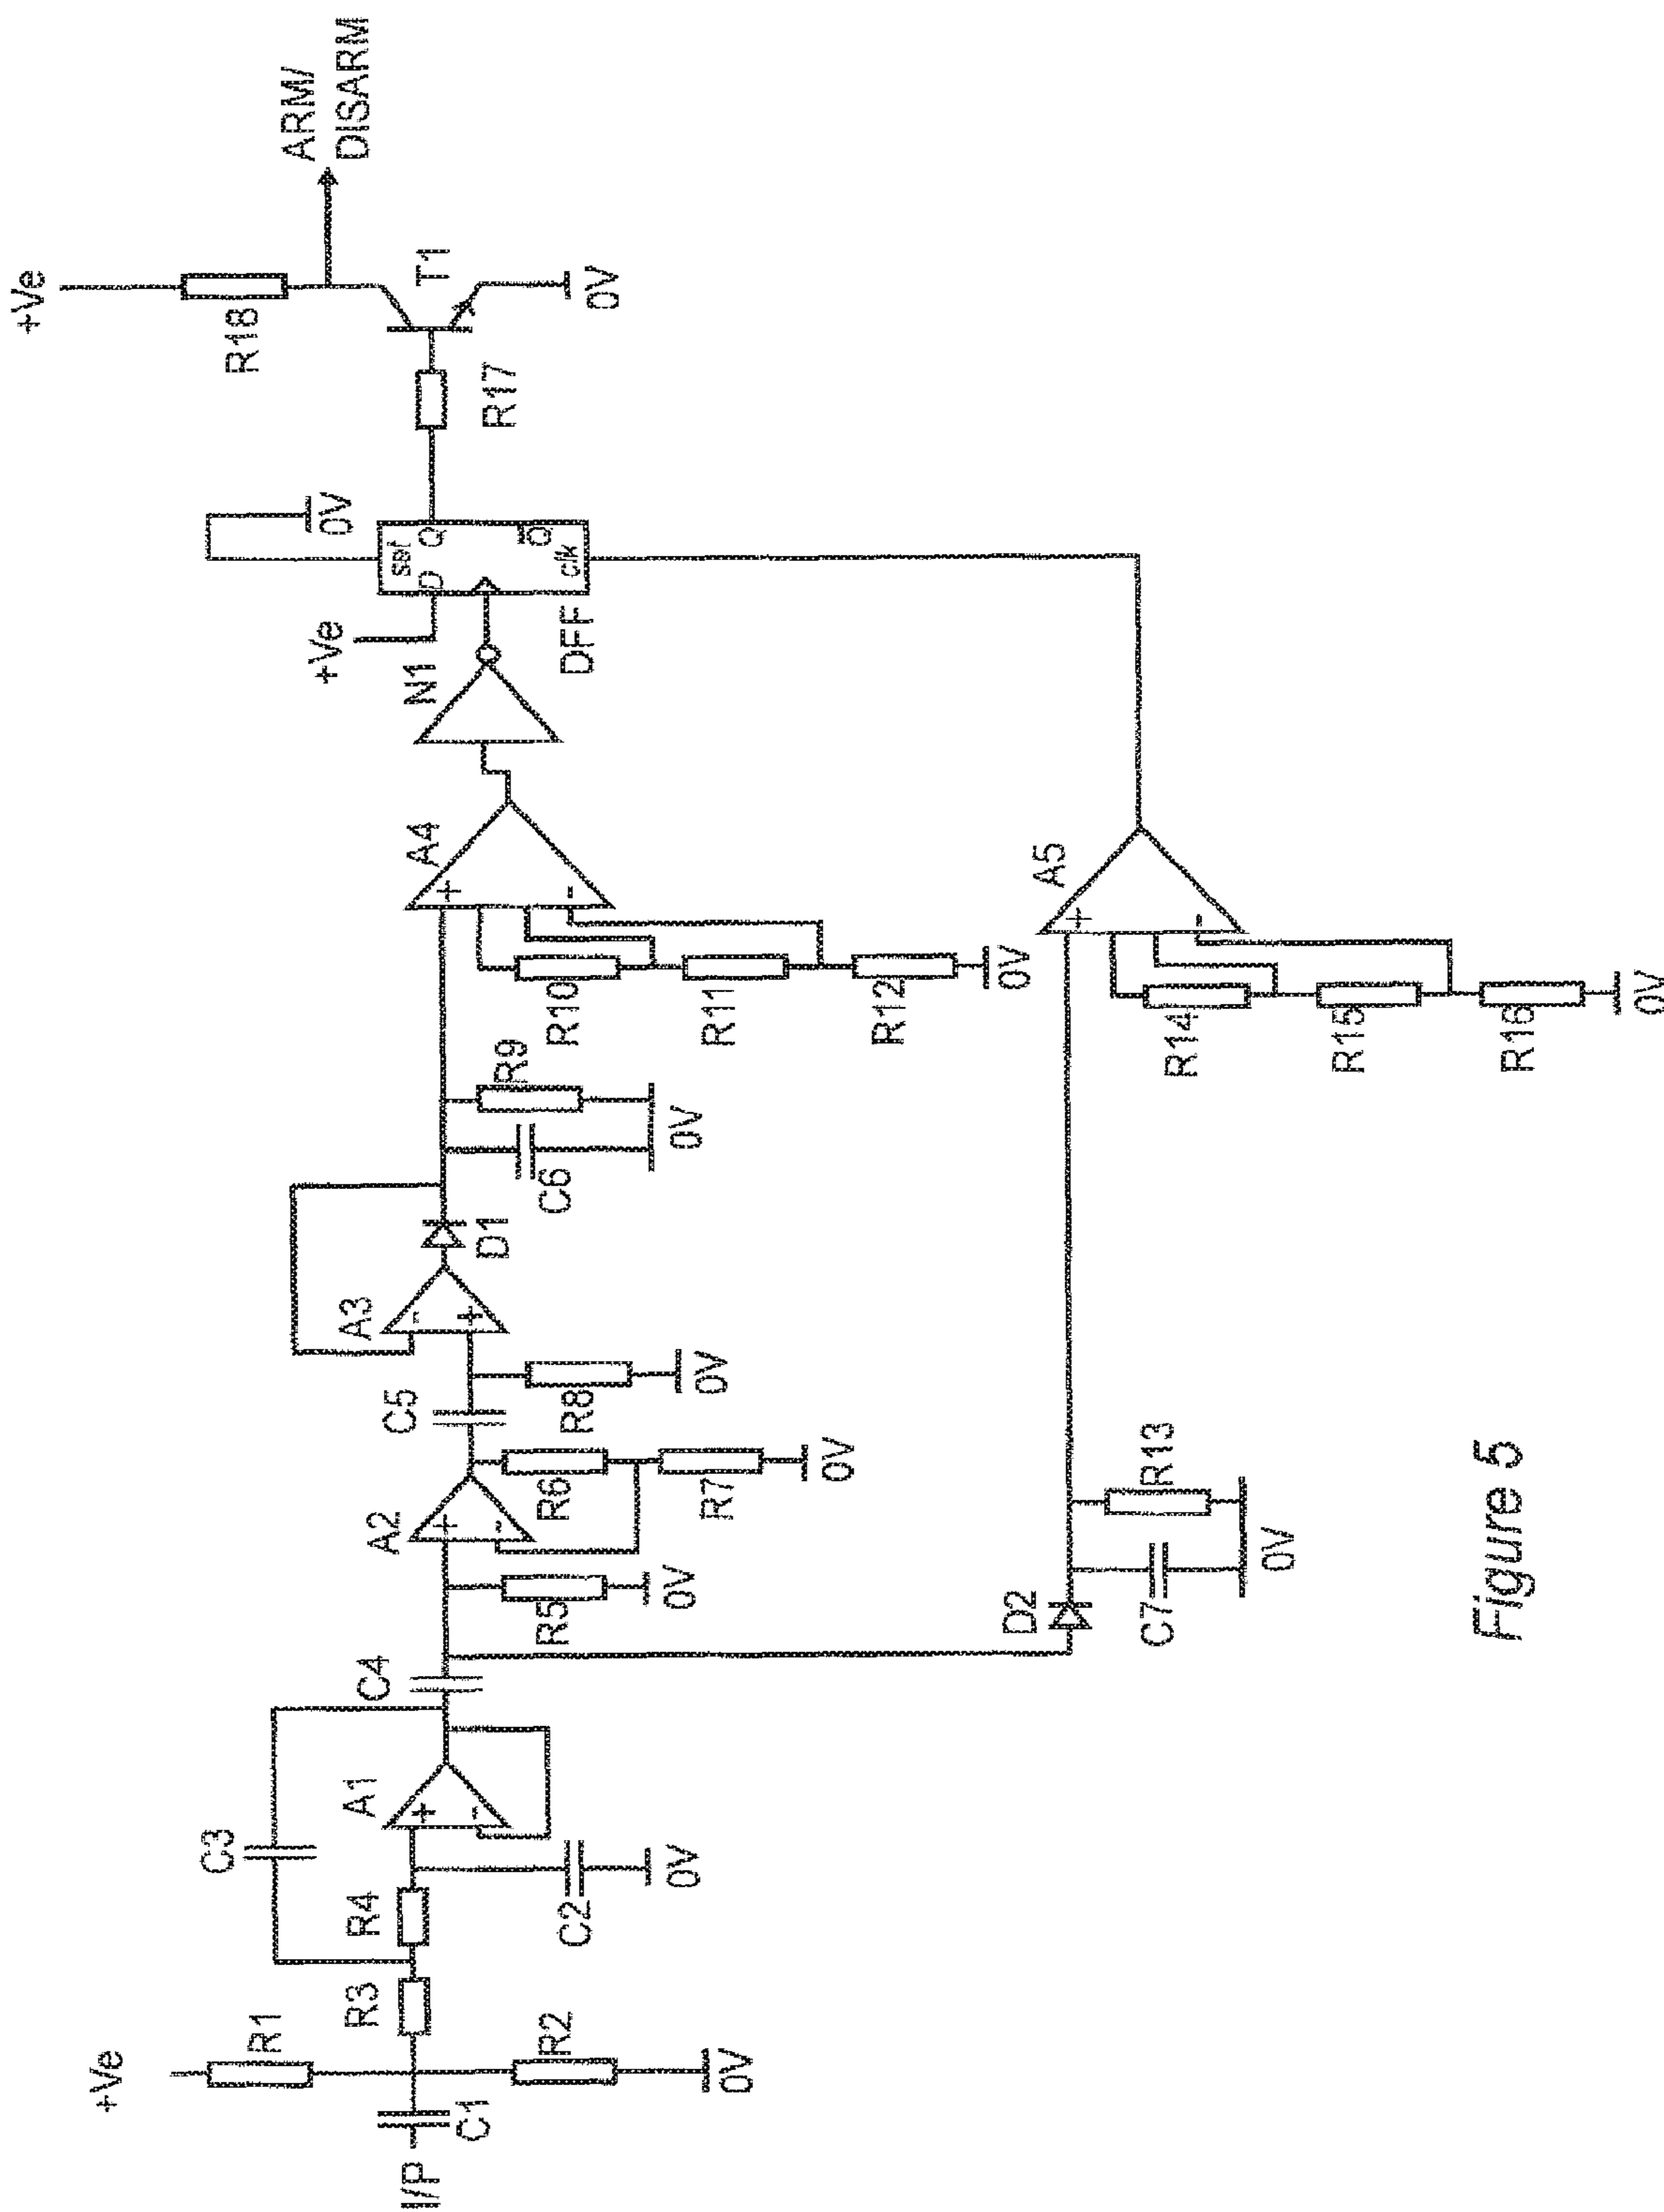 +Ve
R1
I/P
C1
R2
0V
R3
R4
C3
C2
0V
A1
+
-
C4
R5
0V
A2
+
-
R6
R7
0V
C5
R8
0V
A3
-
+
D1
C6
R9
0V
A4
+
-
R10
R11
R12
0V
N1
+Ve
0V
set
D
Q
Q
clk
DFF
R17
+Ve
R18
T1
0V
ARM/
DISARM
D2
C7
R13
0V
A5
+
-
R14
R15
R16
0V
Figure 5